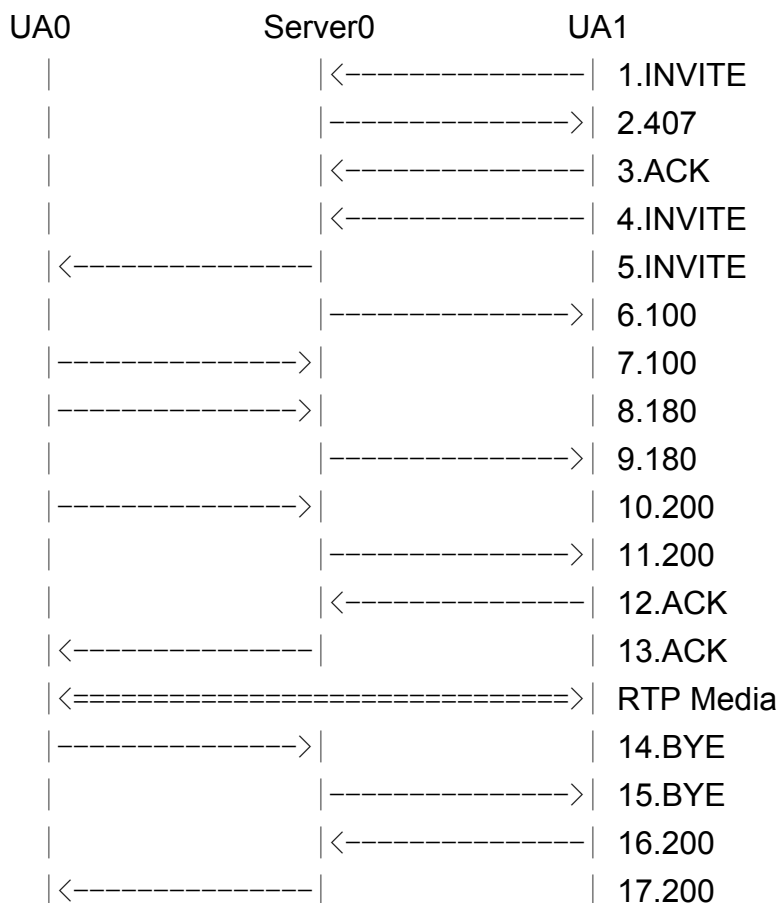 UA0 Server0 UA1
| |<--------------| 1.INVITE
| |-------------->| 2.407
| |<--------------| 3.ACK
| |<--------------| 4.INVITE
|<--------------| | 5.INVITE
| |-------------->| 6.100
|-------------->| | 7.100
|-------------->| | 8.180
| |-------------->| 9.180
|-------------->| | 10.200
| |-------------->| 11.200
| |<--------------| 12.ACK
|<--------------| | 13.ACK
|<=============================>| RTP Media
|-------------->| | 14.BYE
| |-------------->| 15.BYE
| |<--------------| 16.200
|<--------------| | 17.200